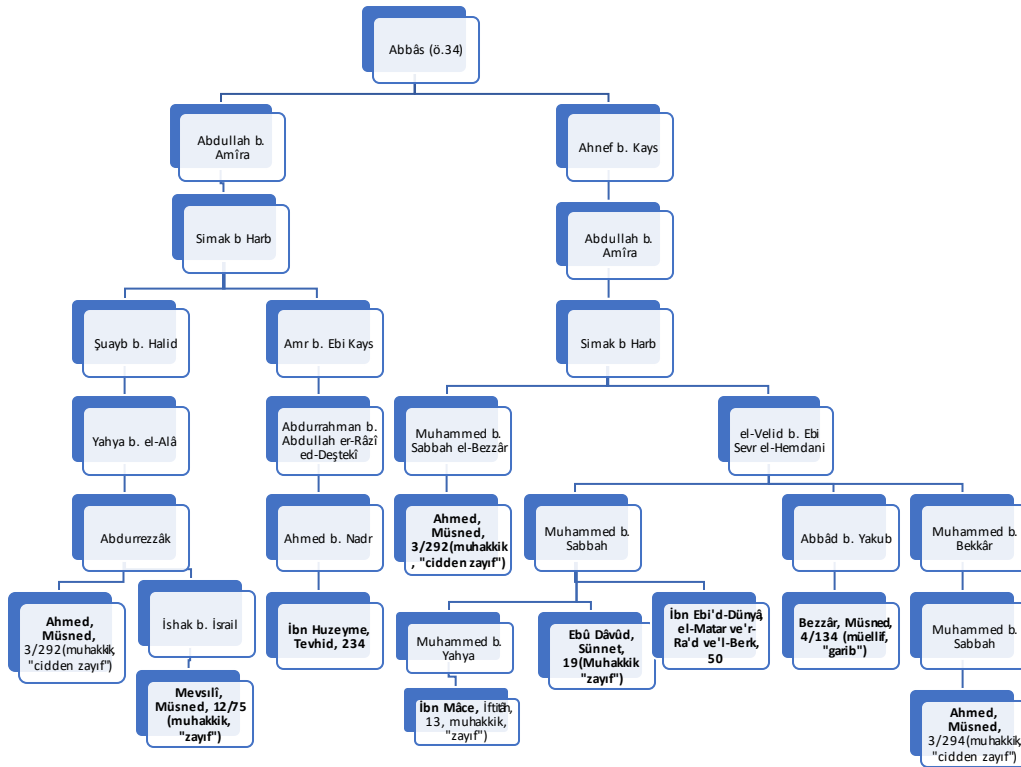 Abbâs (ö.34)
Abdullah b.
Amîra
Ahnef b. Kays
Simak b Harb
Abdullah b.
Amîra
Şuayb b. Halid
Amr b. Ebi Kays
Simak b Harb
Yahya b. el-Alâ
Abdurrahman b.
Abdullah er-Râzî
ed-Deştekî
Muhammed b.
Sabbah el-Bezzâr
el-Velid b. Ebi
Sevr el-Hemdani
Abdurrezzâk
Ahmed b. Nadr
Ahmed,
Müsned,
3/292(muhakkik
, "cidden zayıf")
Muhammed b.
Sabbah
Abbâd b. Yakub
Muhammed b.
Bekkâr
Ahmed,
Müsned,
3/292(muhakkik,
"cidden zayıf")
İshak b. İsrail
İbn Huzeyme,
Tevhid, 234
Muhammed b.
Yahya
Ebû Dâvûd,
Sünnet,
19(Muhakkik
"zayıf")
İbn Ebi'd-Dünyâ,
el-Matar ve'r-
Ra'd ve'l-Berk,
50
Bezzâr, Müsned,
4/134 (müellif,
"garib")
Muhammed b.
Sabbah
Mevsılî,
Müsned, 12/75
(muhakkik,
"zayıf")
İbn Mâce, İftitâh,
13, muhakkik,
"zayıf")
Ahmed,
Müsned,
3/294(muhakkik,
"cidden zayıf")